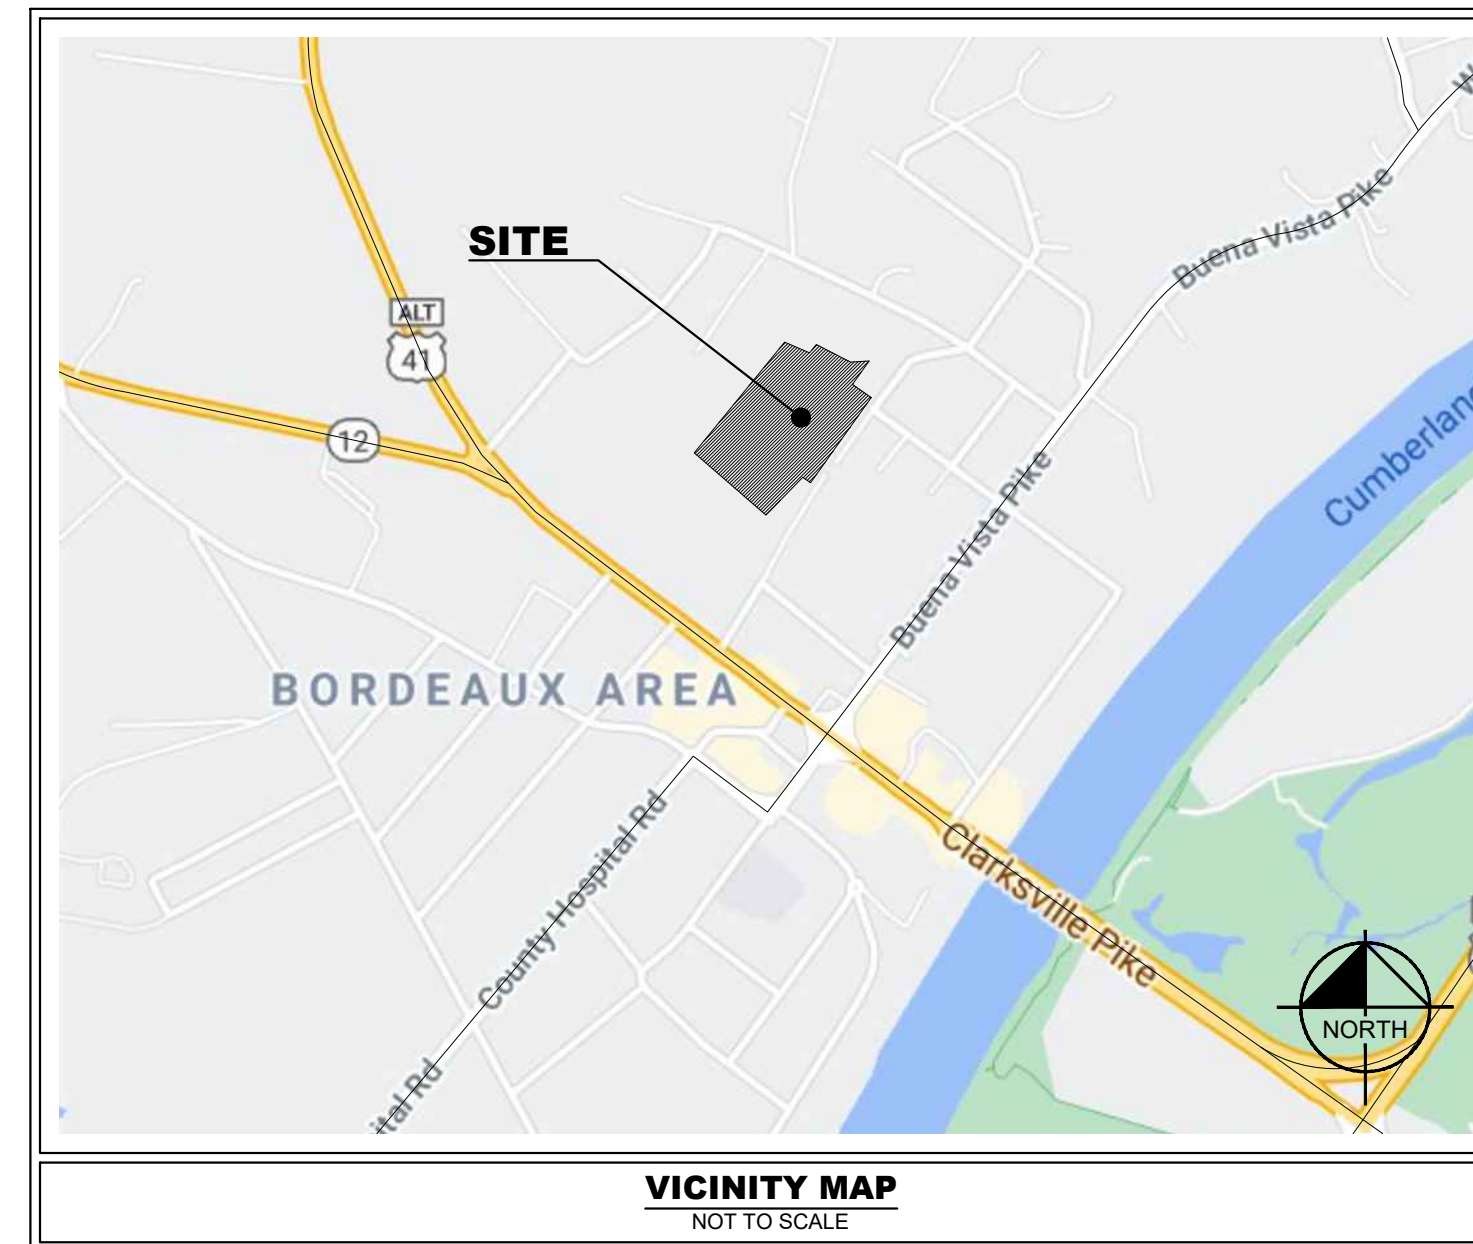 Buena Vista Pike
SITE
ALT
41
12
Buena Vista Pike
BORDEAUX AREA
County Hospital Rd
Clarksville Pike
NORTH
VICINITY MAP
NOT TO SCALE